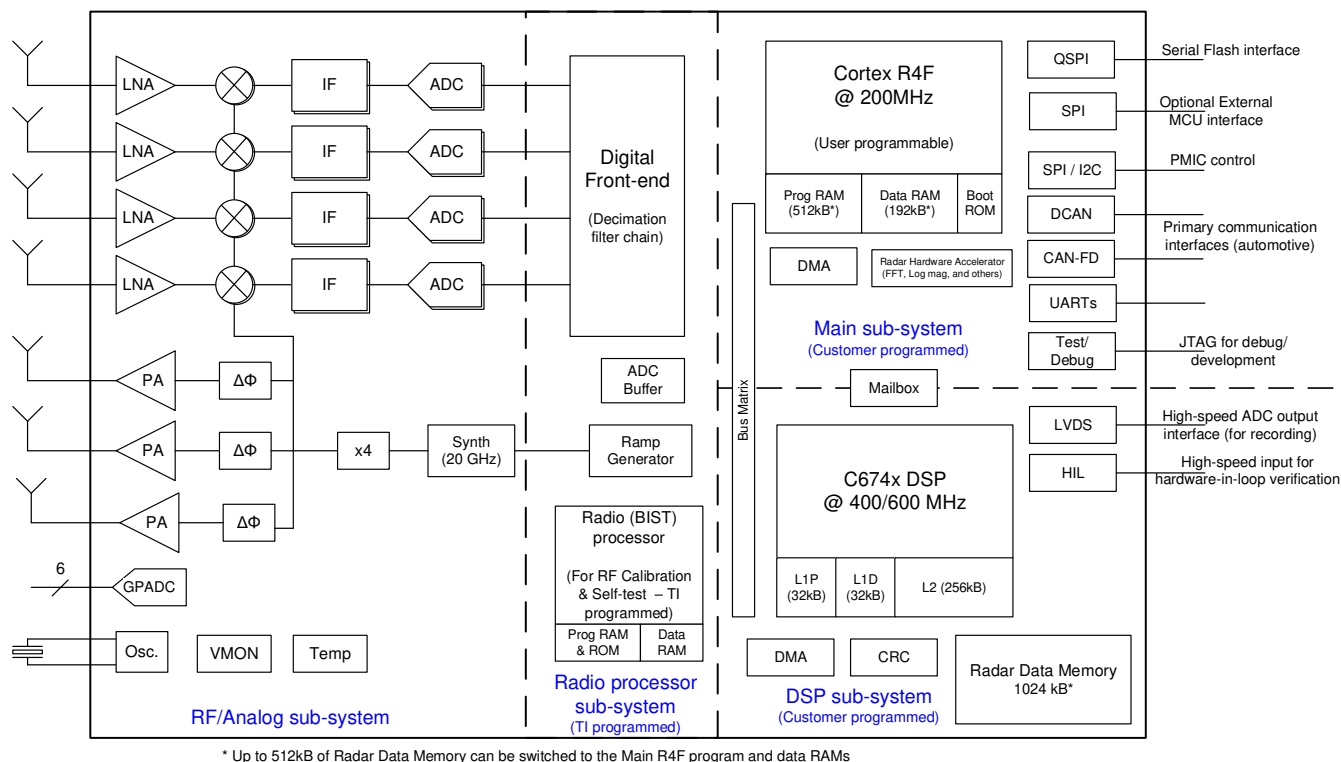 LNA
IF
ADC
LNA
IF
ADC
LNA
IF
ADC
LNA
IF
ADC
Digital
Front-end
(Decimation
filter chain)
PA
ΔΦ
PA
ΔΦ
x4
Synth
(20 GHz)
PA
ΔΦ
6
GPADC
Osc.
VMON
Temp
RF/Analog sub-system
ADC
Buffer
Ramp
Generator
Radio (BIST)
processor
(For RF Calibration
& Self-test – TI
programmed)
Prog RAM
& ROM
Data
RAM
Radio processor
sub-system
(TI programmed)
Cortex R4F
@ 200MHz
(User programmable)
Prog RAM
(512kB*)
Data RAM
(192kB*)
Boot
ROM
DMA
Radar Hardware Accelerator
(FFT, Log mag, and others)
Main sub-system
(Customer programmed)
Bus Matrix
Mailbox
QSPI
Serial Flash interface
SPI
Optional External
MCU interface
SPI / I2C
PMIC control
DCAN
Primary communication
interfaces (automotive)
CAN-FD
UARTs
Test/
Debug
JTAG for debug/
development
LVDS
High-speed ADC output
interface (for recording)
HIL
High-speed input for
hardware-in-loop verification
C674x DSP
@ 400/600 MHz
L1P
(32kB)
L1D
(32kB)
L2 (256kB)
DMA
CRC
Radar Data Memory
1024 kB*
DSP sub-system
(Customer programmed)
* Up to 512kB of Radar Data Memory can be switched to the Main R4F program and data RAMs